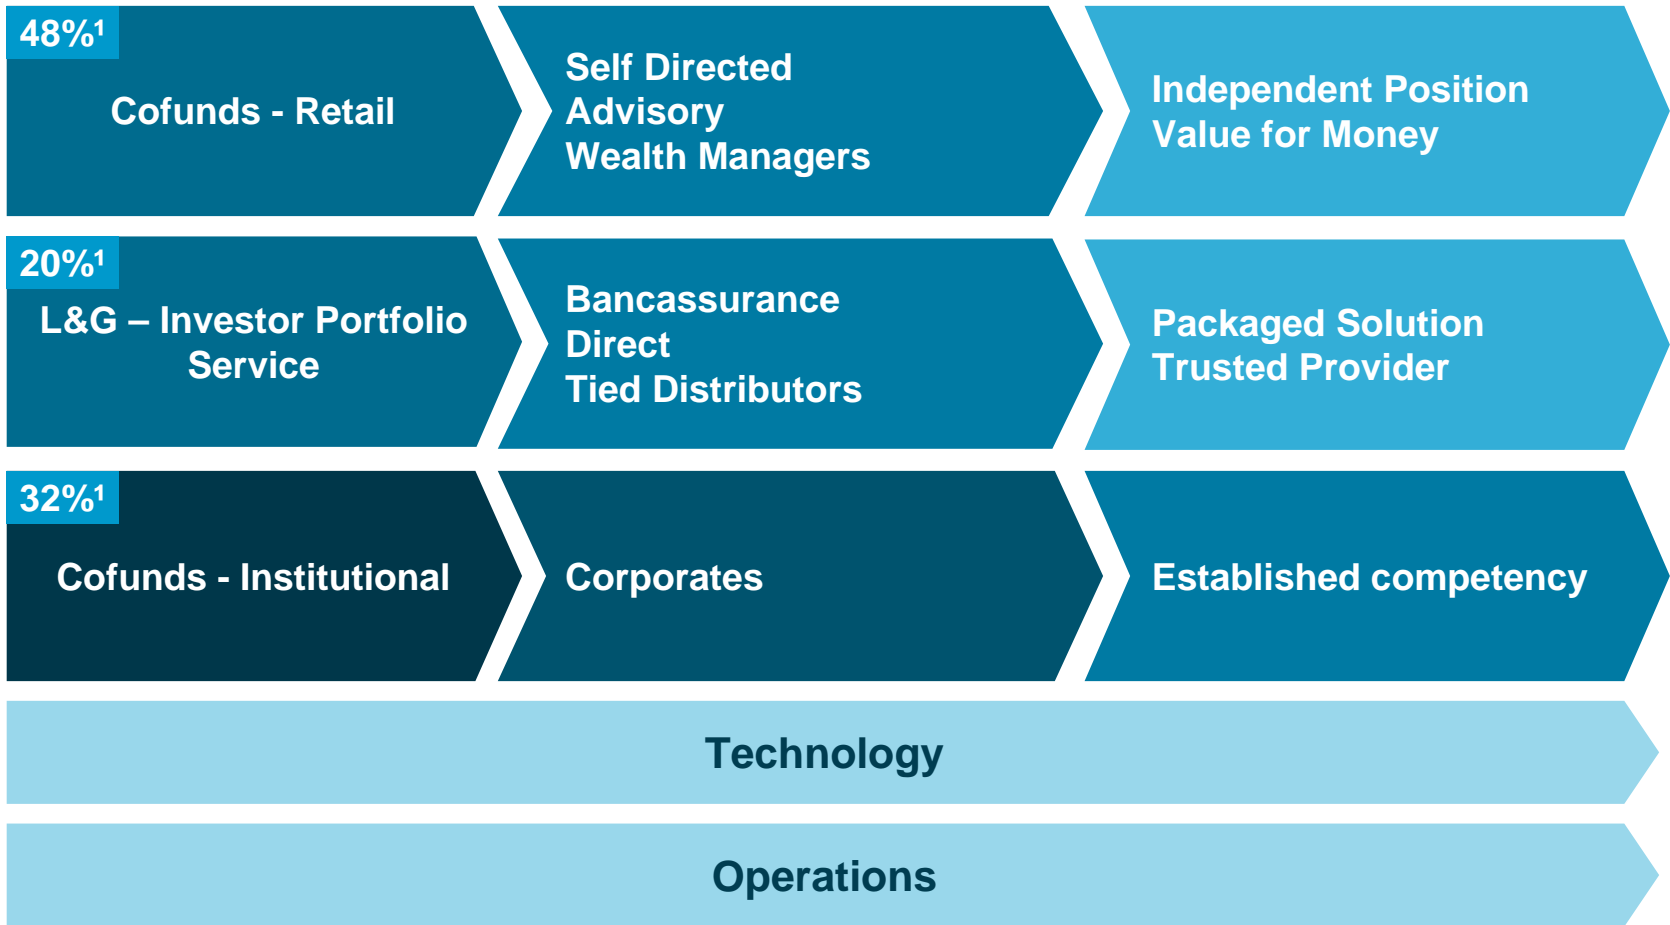 48%¹
Cofunds - Retail
Self Directed
Advisory
Wealth Managers
Independent Position
Value for Money
20%¹
L&G – Investor Portfolio
Service
Bancassurance
Direct
Tied Distributors
Packaged Solution
Trusted Provider
32%¹
Cofunds - Institutional
Corporates
Established competency
Technology
Operations